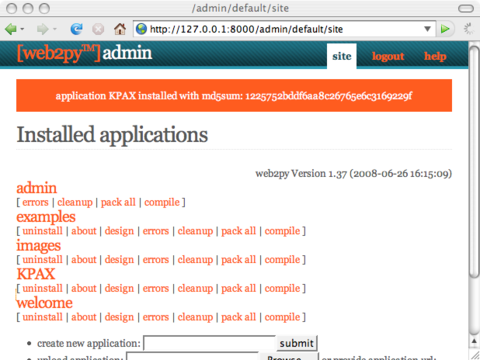 /admin/default/site
http://127.0.0.1:8000/admin/default/site
[web2py™]admin
site
logout
help
application KPAX installed with md5sum: 1225752bddf6aa8c26765e6c3169229f
Installed applications
web2py Version 1.37 (2008-06-26 16:15:09)
admin
[ errors | cleanup | pack all | compile ]
examples
[ uninstall | about | design | errors | cleanup | pack all | compile ]
images
[ uninstall | about | design | errors | cleanup | pack all | compile ]
KPAX
[ uninstall | about | design | errors | cleanup | pack all | compile ]
welcome
[ uninstall | about | design | errors | cleanup | pack all | compile ]
• create new application: submit
• upload application: Browse... or provide application url: